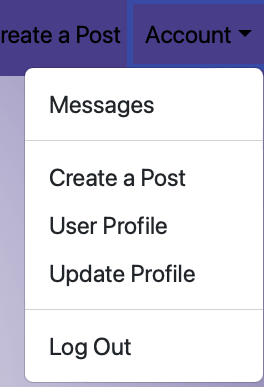 reate a Post Account
Messages
Create a Post
User Profile
Update Profile
Log Out